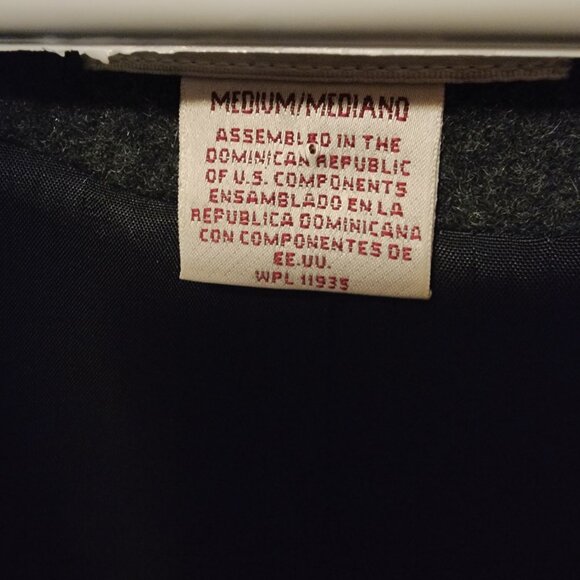 MEDIUM/MEDIANO
ASSEMBLED IN THE
DOMINICAN REPUBLIC
OF U.S. COMPONENTS
ENSAMBLADO EN LA
REPUBLICA DOMINICANA
CON COMPONENTES DE
EE.UU.
WPL 11935